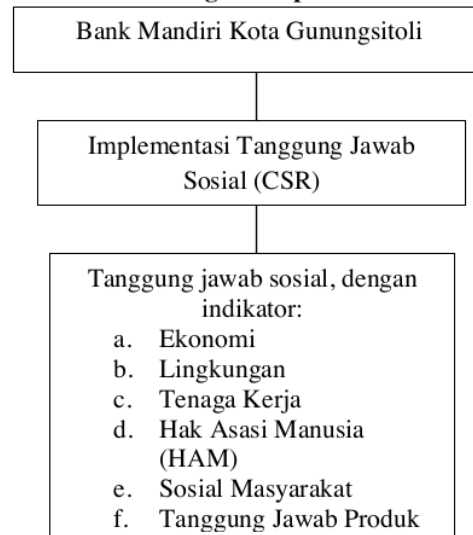 Bank Mandiri Kota Gunungsitoli
Implementasi Tanggung Jawab
Sosial (CSR)
Tanggung jawab sosial, dengan
indikator:
a. Ekonomi
b. Lingkungan
c. Tenaga Kerja
d. Hak Asasi Manusia
(HAM)
e. Sosial Masyarakat
f. Tanggung Jawab Produk